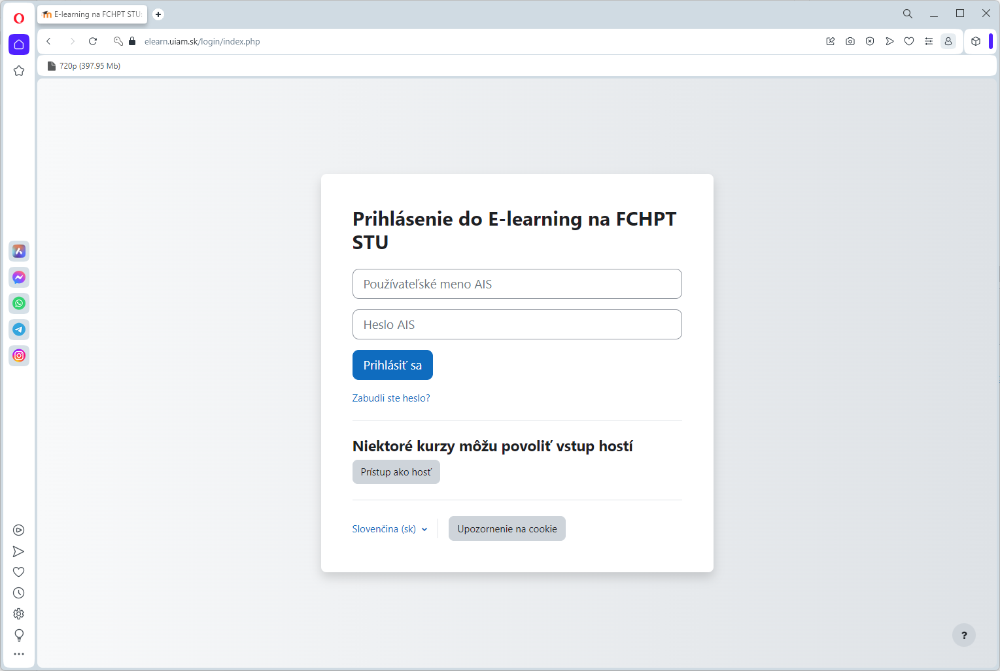 E-learning na FCHPT STU:
elearn.uiam.sk/login/index.php
720p (397.95 Mb)
Prihlásenie do E-learning na FCHPT
STU
Používateľské meno AIS
Heslo AIS
Prihlásiť sa
Zabudli ste heslo?
Niektoré kurzy môžu povoliť vstup hostí
Prístup ako hosť
Slovenčina (sk)
Upozornenie na cookie
?